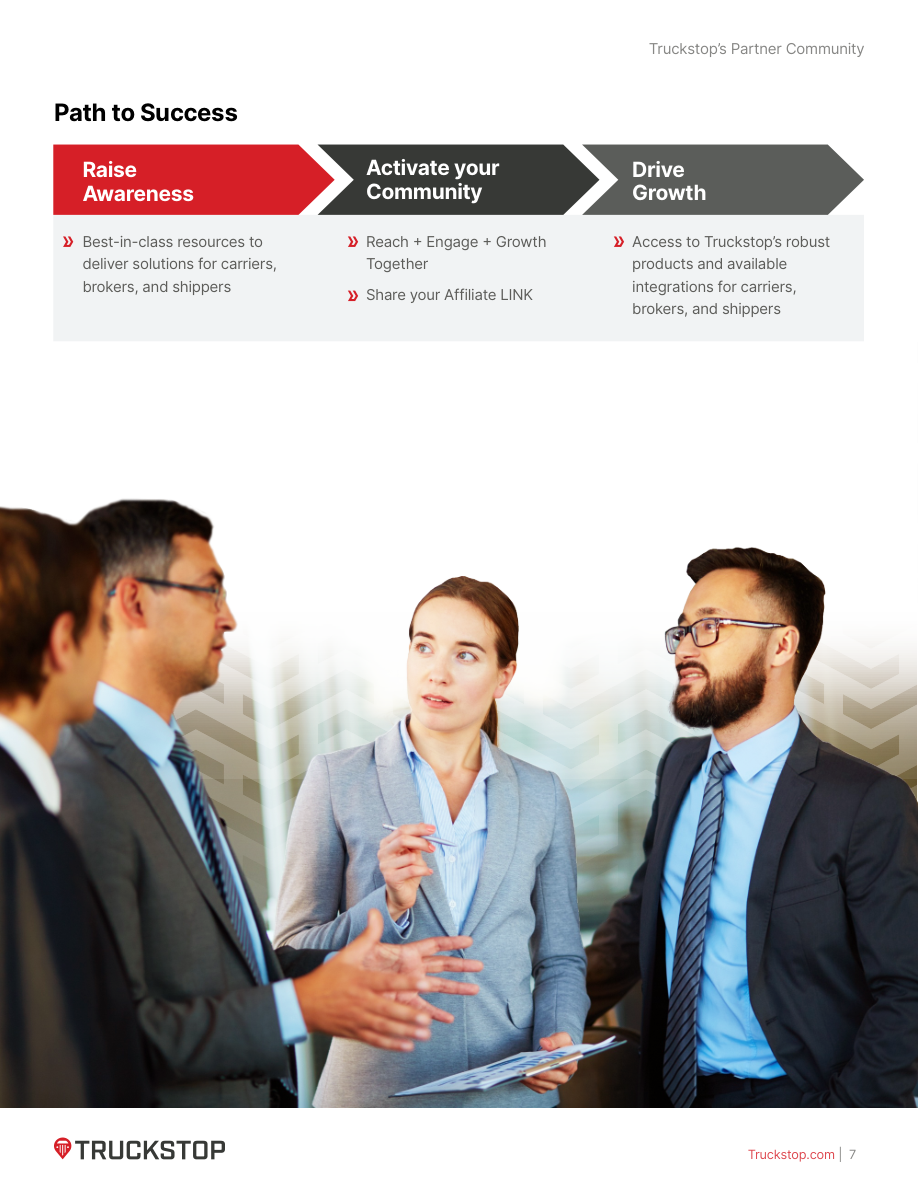 Truckstop’s Partner Community
Path to Success
Raise
Awareness
Best-in-class resources to
deliver solutions for carriers,
brokers, and shippers
Activate your
Community
Reach + Engage + Growth
Together
Share your Affiliate LINK
Drive
Growth
Access to Truckstop’s robust
products and available
integrations for carriers,
brokers, and shippers
TRUCKSTOP
Truckstop.com | 7